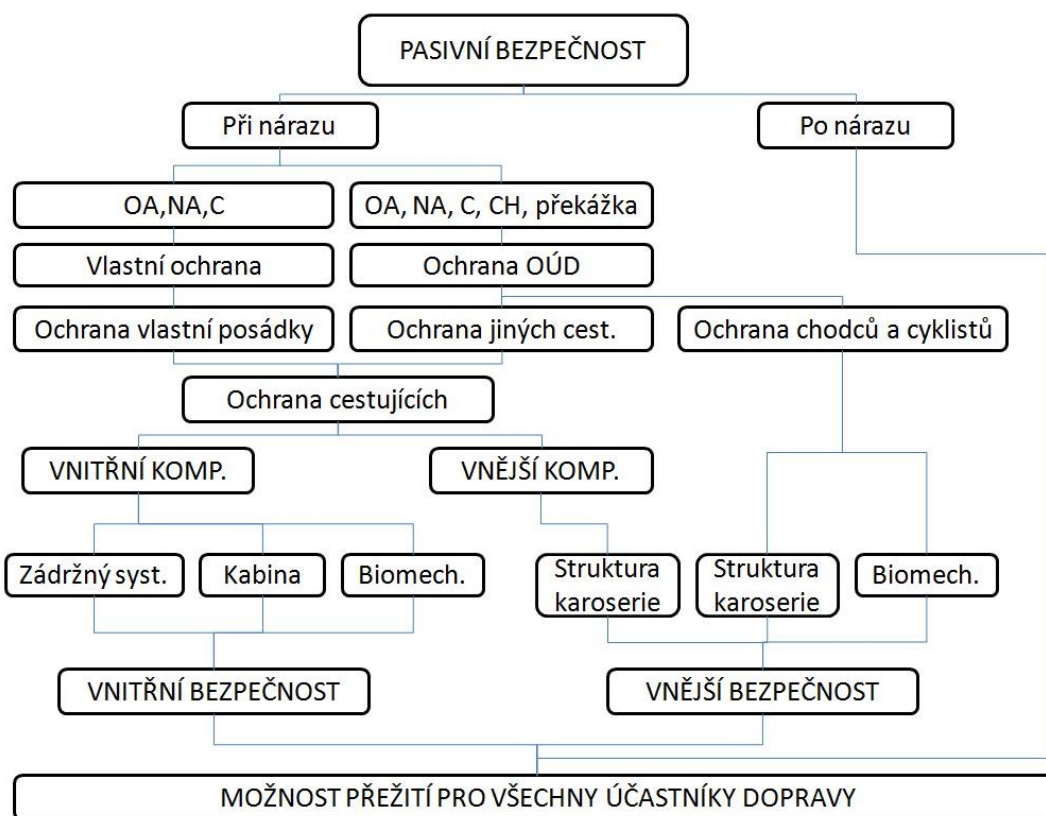 PASIVNÍ BEZPEČNOST
Při nárazu
Po nárazu
OA,NA,C
OA, NA, C, CH, překážka
Vlastní ochrana
Ochrana OÚD
Ochrana vlastní posádky
Ochrana jiných cest.
Ochrana chodců a cyklistů
Ochrana cestujících
VNITŘNÍ KOMP.
VNĚJŠÍ KOMP.
Zádržný syst.
Kabina
Biomech.
Struktura
karoserie
Struktura
karoserie
Biomech.
VNITŘNÍ BEZPEČNOST
VNĚJŠÍ BEZPEČNOST
MOŽNOST PŘEŽITÍ PRO VŠECHNY ÚČASTNÍKY DOPRAVY